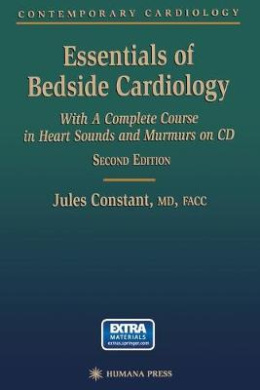 CONTEMPORARY CARDIOLOGY
Essentials of
Bedside Cardiology
With A Complete Course
in Heart Sounds and Murmurs on CD
SECOND EDITION
Jules Constant, MD, FACC
EXTRA
MATERIALS
extras.springer.com
HUMANA PRESS